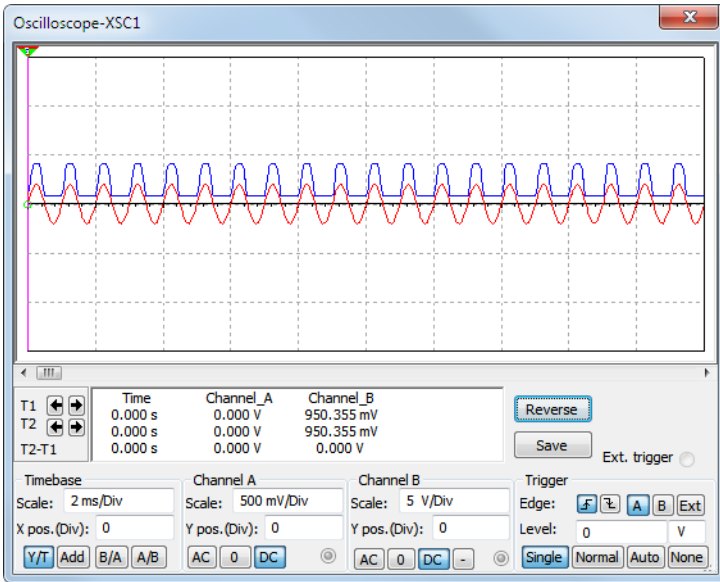 Oscilloscope-XSC1
Time Channel_A Channel_B
T1 0.000 s 0.000 V 950.355 mV
T2 0.000 s 0.000 V 950.355 mV
T2-T1 0.000 s 0.000 V 0.000 V
Reverse
Save
Ext. trigger
Timebase
Scale: 2 ms/Div
X pos.(Div): 0
Y/T Add B/A A/B
Channel A
Scale: 500 mV/Div
Y pos.(Div): 0
AC 0 DC
Channel B
Scale: 5 V/Div
Y pos.(Div): 0
AC 0 DC -
Trigger
Edge: A B Ext
Level: 0 V
Single Normal Auto None